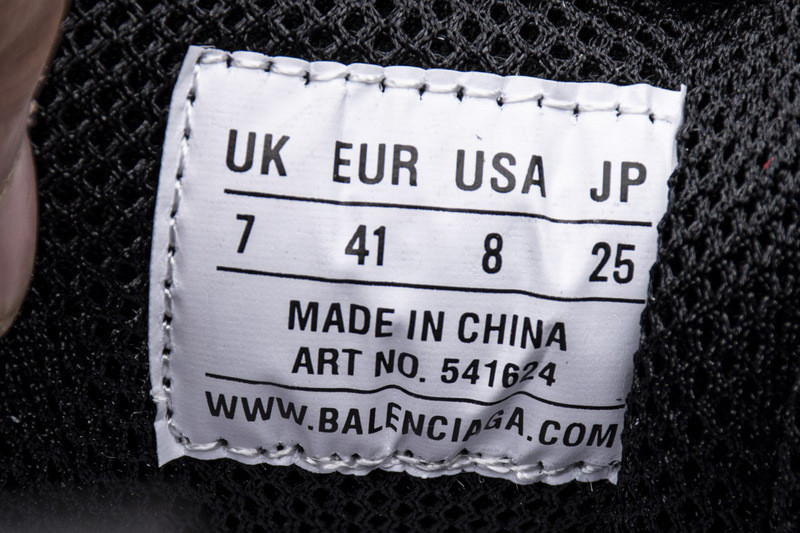 UK EUR USA JP
7 41 8 25
MADE IN CHINA
ART NO. 541624
WWW.BALENCIAGA.COM